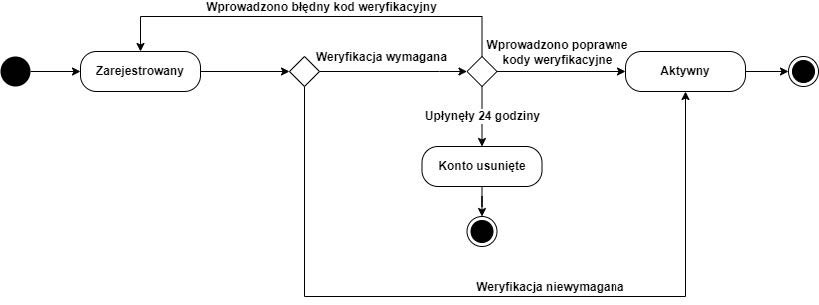 Wprowadzono błędny kod weryfikacyjny
Zarejestrowany
Weryfikacja wymagana
Wprowadzono poprawne
kody weryfikacyjne
Aktywny
Upłynęły 24 godziny
Konto usunięte
Weryfikacja niewymagana